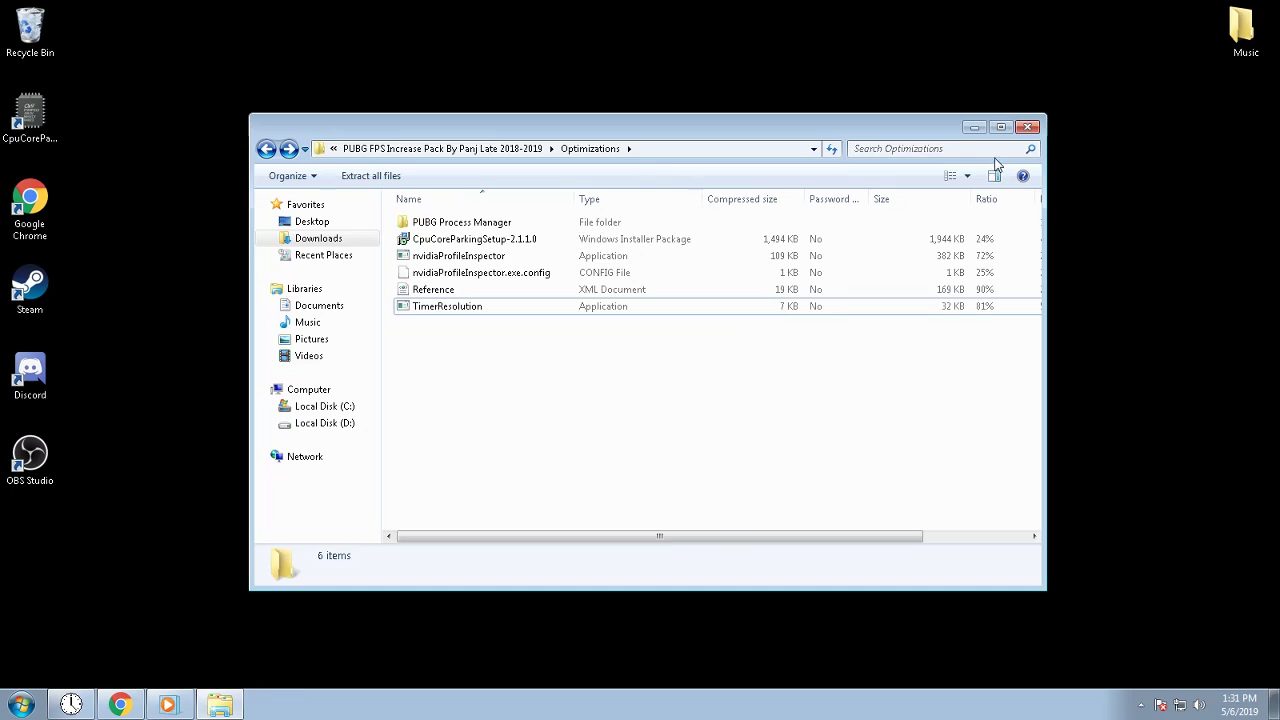 Recycle Bin
Music
CpuCorePa...
Google
Chrome
Steam
Discord
OBS Studio
« PUBG FPS Increase Pack By Panj Late 2018-2019 Optimizations
Search Optimizations
Organize
Extract all files
Favorites
Desktop
Downloads
Recent Places
Libraries
Documents
Music
Pictures
Videos
Computer
Local Disk (C:)
Local Disk (D:)
Network
Name Type Compressed size Password ... Size Ratio
PUBG Process Manager File folder
CpuCoreParkingSetup-2.1.1.0 Windows Installer Package 1,494 KB No 1,944 KB 24%
nvidiaProfileInspector Application 109 KB No 382 KB 72%
nvidiaProfileInspector.exe.config CONFIG File 1 KB No 1 KB 25%
Reference XML Document 19 KB No 169 KB 90%
TimerResolution Application 7 KB No 32 KB 81%
6 items
1:31 PM
5/6/2019